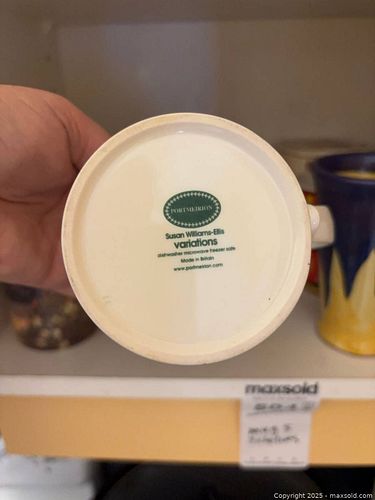 PORTMEIRION
Susan Williams-Ellis
variations
dishwasher microwave freezer safe
Made in Britain
www.portmeirion.com
maxsold
Copyright 2025 - maxsold.com